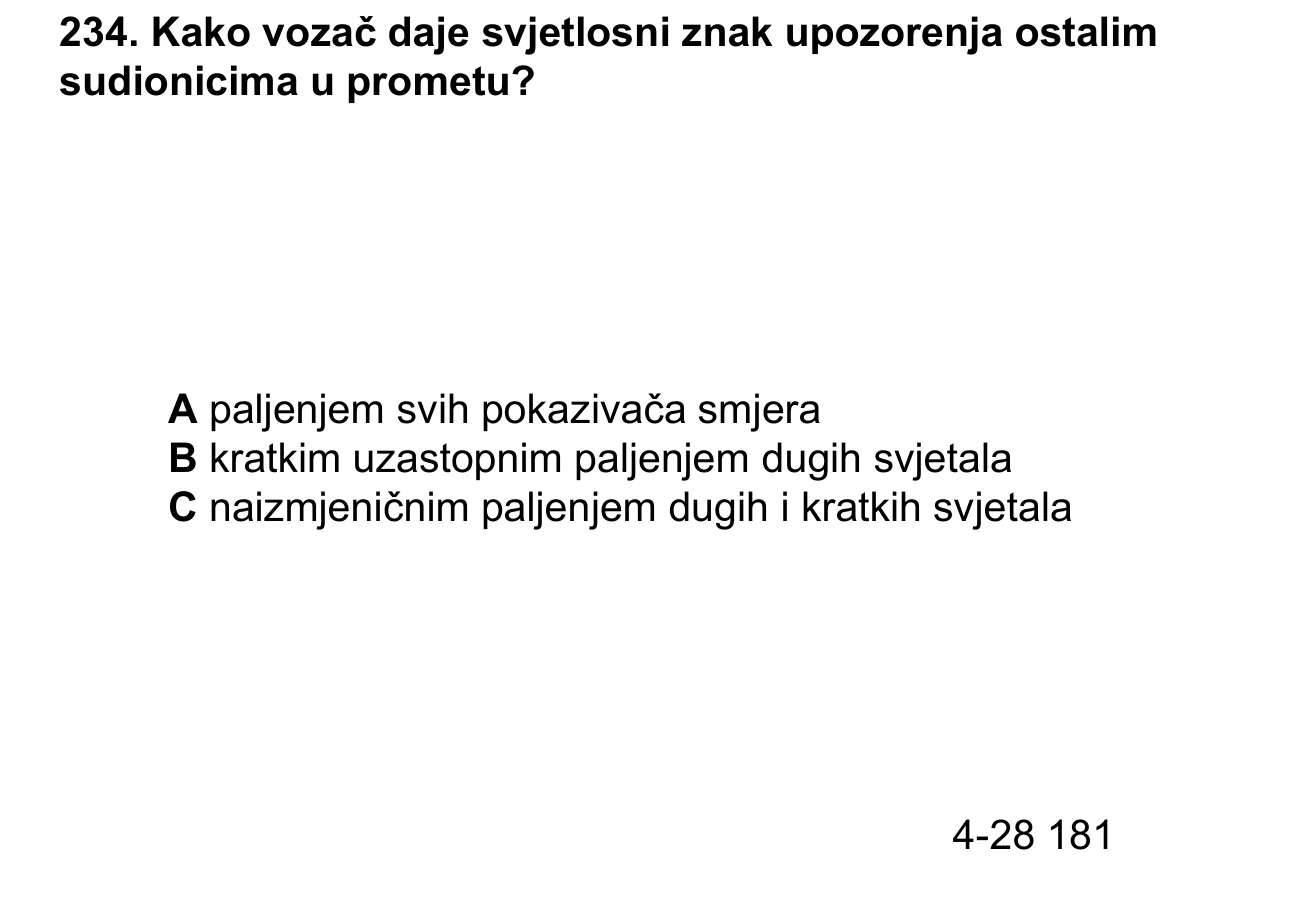 234. Kako vozač daje svjetlosni znak upozorenja ostalim
sudionicima u prometu?
A paljenjem svih pokazivača smjera
B kratkim uzastopnim paljenjem dugih svjetala
C naizmjeničnim paljenjem dugih i kratkih svjetala
4-28 181